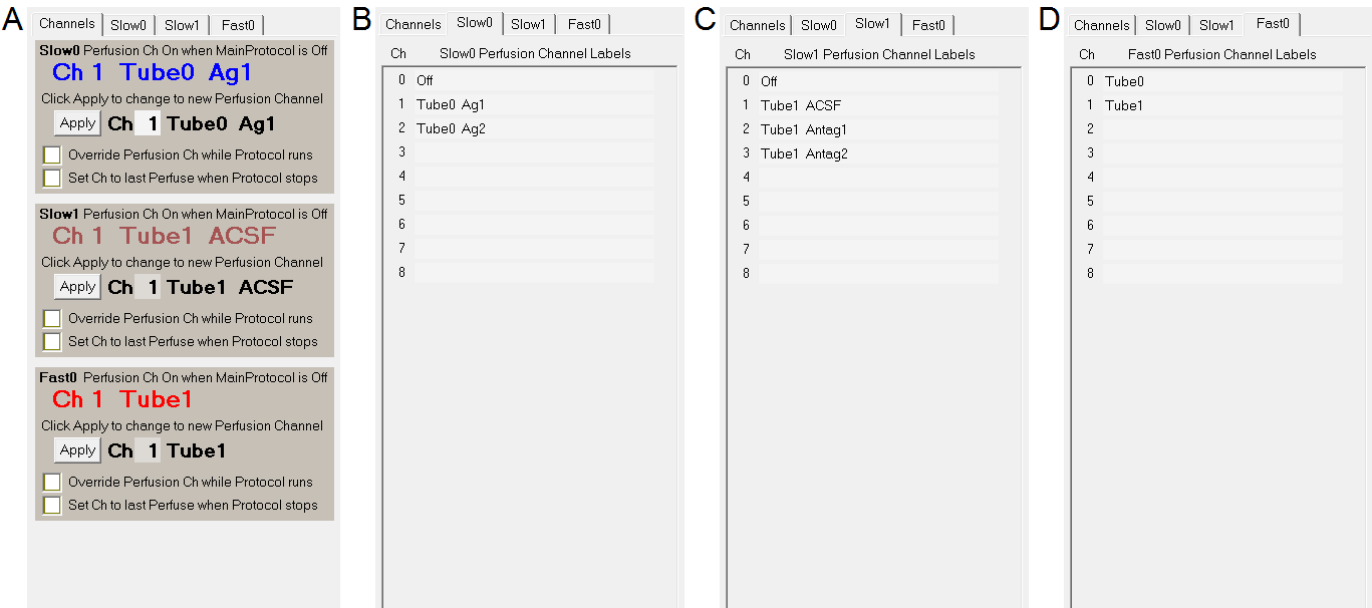 A
Channels Slow0 Slow1 Fast0
Slow0 Perfusion Ch On when MainProtocol is Off
Ch 1 Tube0 Ag1
Click Apply to change to new Perfusion Channel
Apply Ch 1 Tube0 Ag1
Override Perfusion Ch while Protocol runs
Set Ch to last Perfuse when Protocol stops
Slow1 Perfusion Ch On when MainProtocol is Off
Ch 1 Tube1 ACSF
Click Apply to change to new Perfusion Channel
Apply Ch 1 Tube1 ACSF
Override Perfusion Ch while Protocol runs
Set Ch to last Perfuse when Protocol stops
Fast0 Perfusion Ch On when MainProtocol is Off
Ch 1 Tube1
Click Apply to change to new Perfusion Channel
Apply Ch 1 Tube1
Override Perfusion Ch while Protocol runs
Set Ch to last Perfuse when Protocol stops
B
Channels Slow0 Slow1 Fast0
Ch Slow0 Perfusion Channel Labels
0 Off
1 Tube0 Ag1
2 Tube0 Ag2
3
4
5
6
7
8
C
Channels Slow0 Slow1 Fast0
Ch Slow1 Perfusion Channel Labels
0 Off
1 Tube1 ACSF
2 Tube1 Antag1
3 Tube1 Antag2
4
5
6
7
8
D
Channels Slow0 Slow1 Fast0
Ch Fast0 Perfusion Channel Labels
0 Tube0
1 Tube1
2
3
4
5
6
7
8